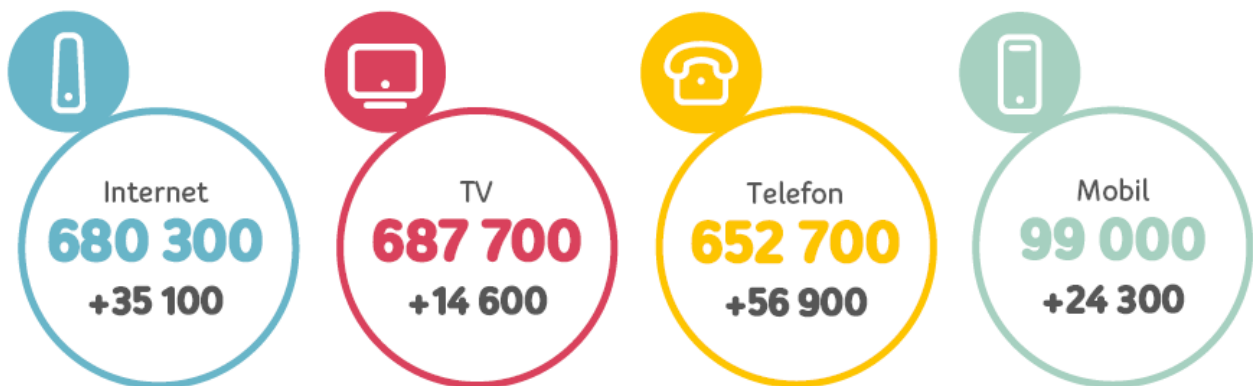 Internet
680 300
+35 100
TV
687 700
+14 600
Telefon
652 700
+56 900
Mobil
99 000
+24 300